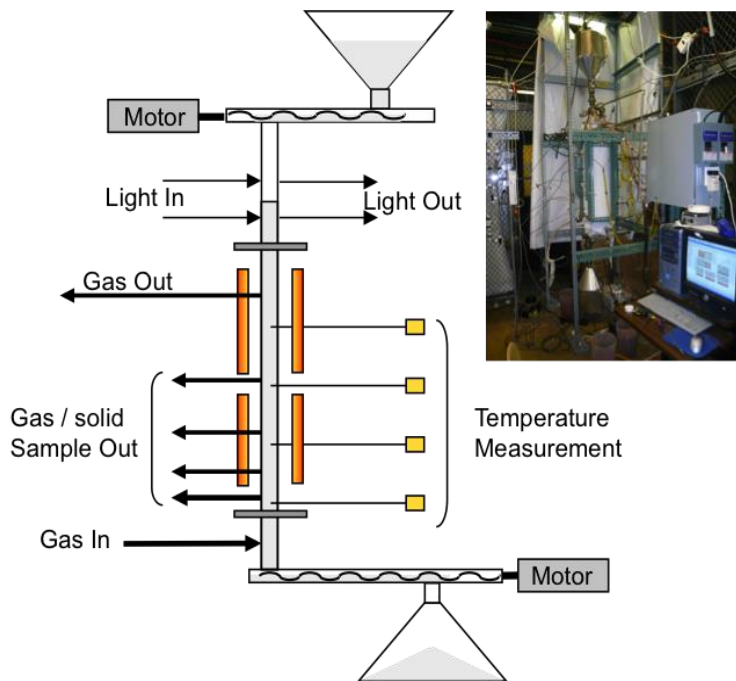 Motor
Light In
Light Out
Gas Out
Gas / solid
Sample Out
Temperature
Measurement
Gas In
Motor